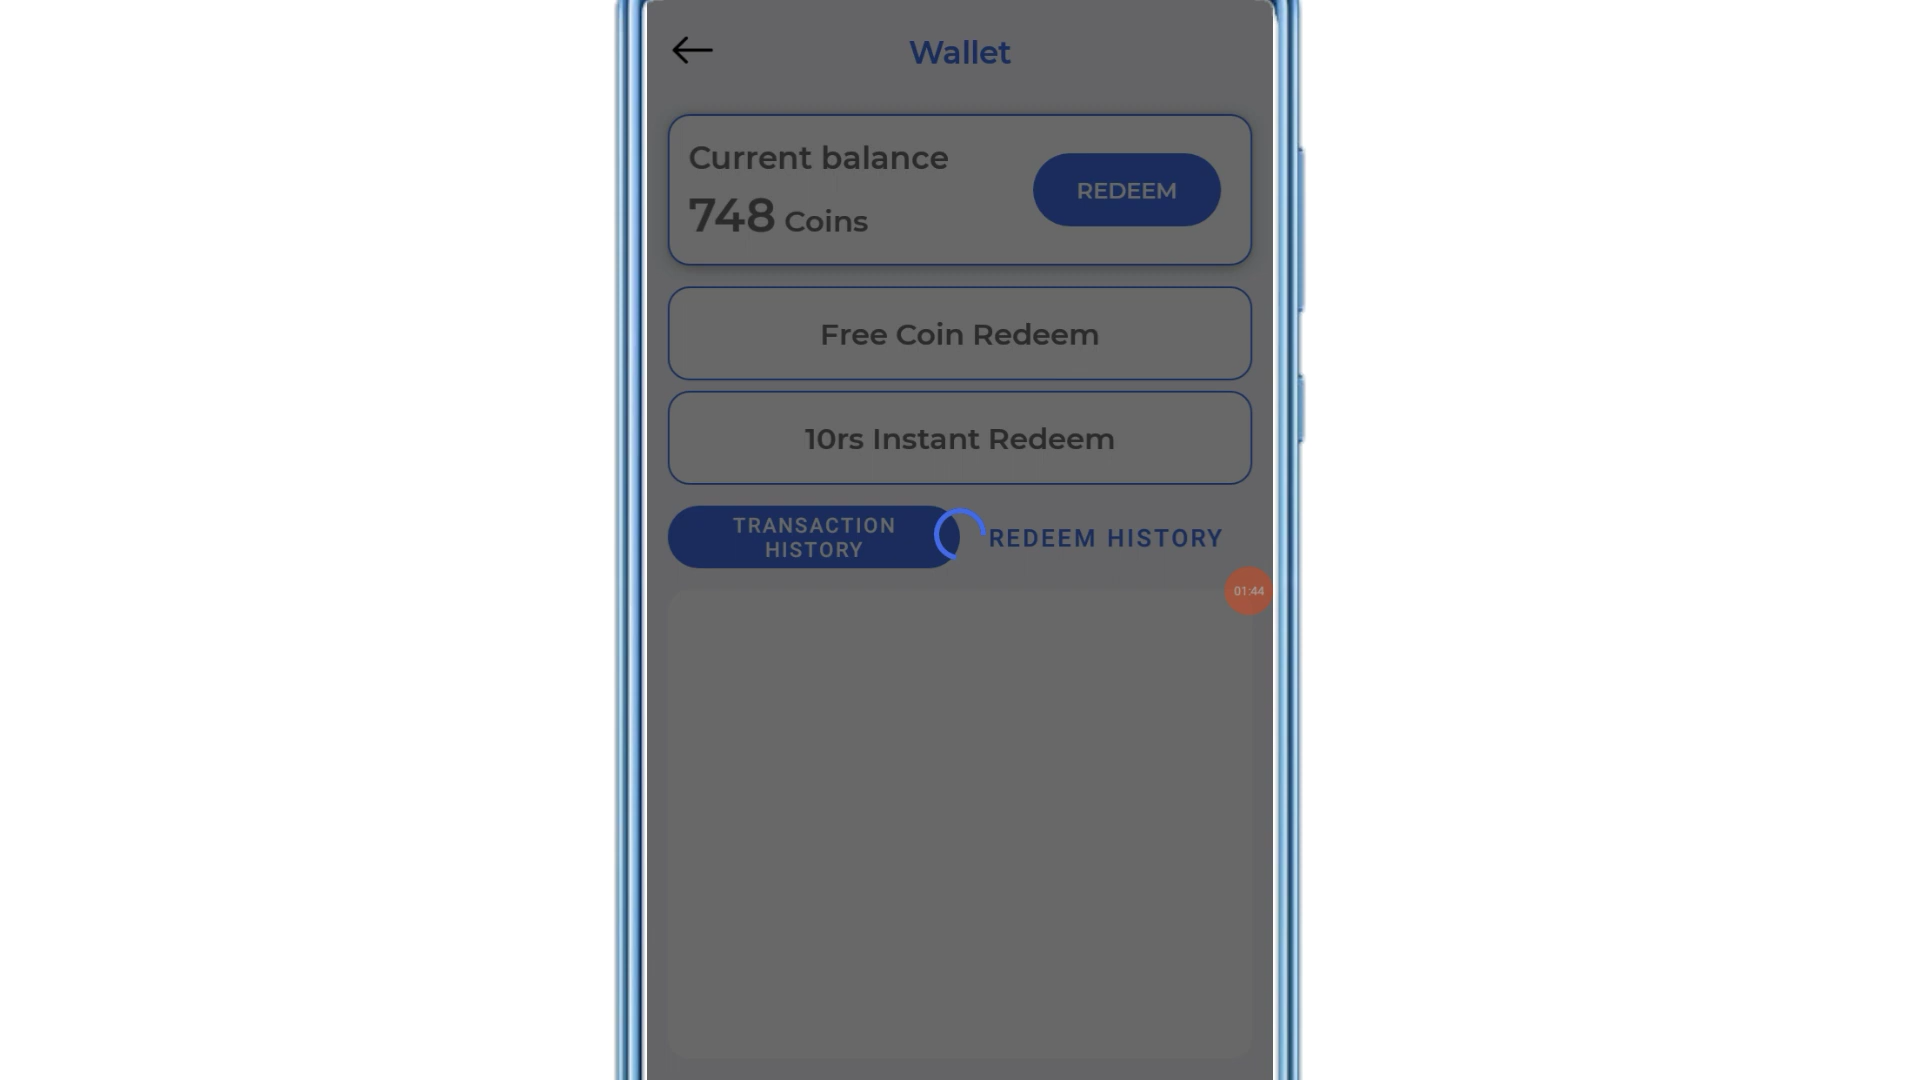 Wallet
Current balance
748 Coins
REDEEM
Free Coin Redeem
10rs Instant Redeem
TRANSACTION
HISTORY
REDEEM HISTORY
01:44